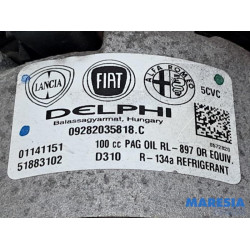 LANCIA
FIAT
ALFA ROMEO
5CVC
DELPHI
Balassagyarmat, Hungary
09282035818.C
01141151
100 cc PAG OIL RL- 897 OR EQUIV.
51883102
D310
R-134a REFRIGERANT
MARESIA